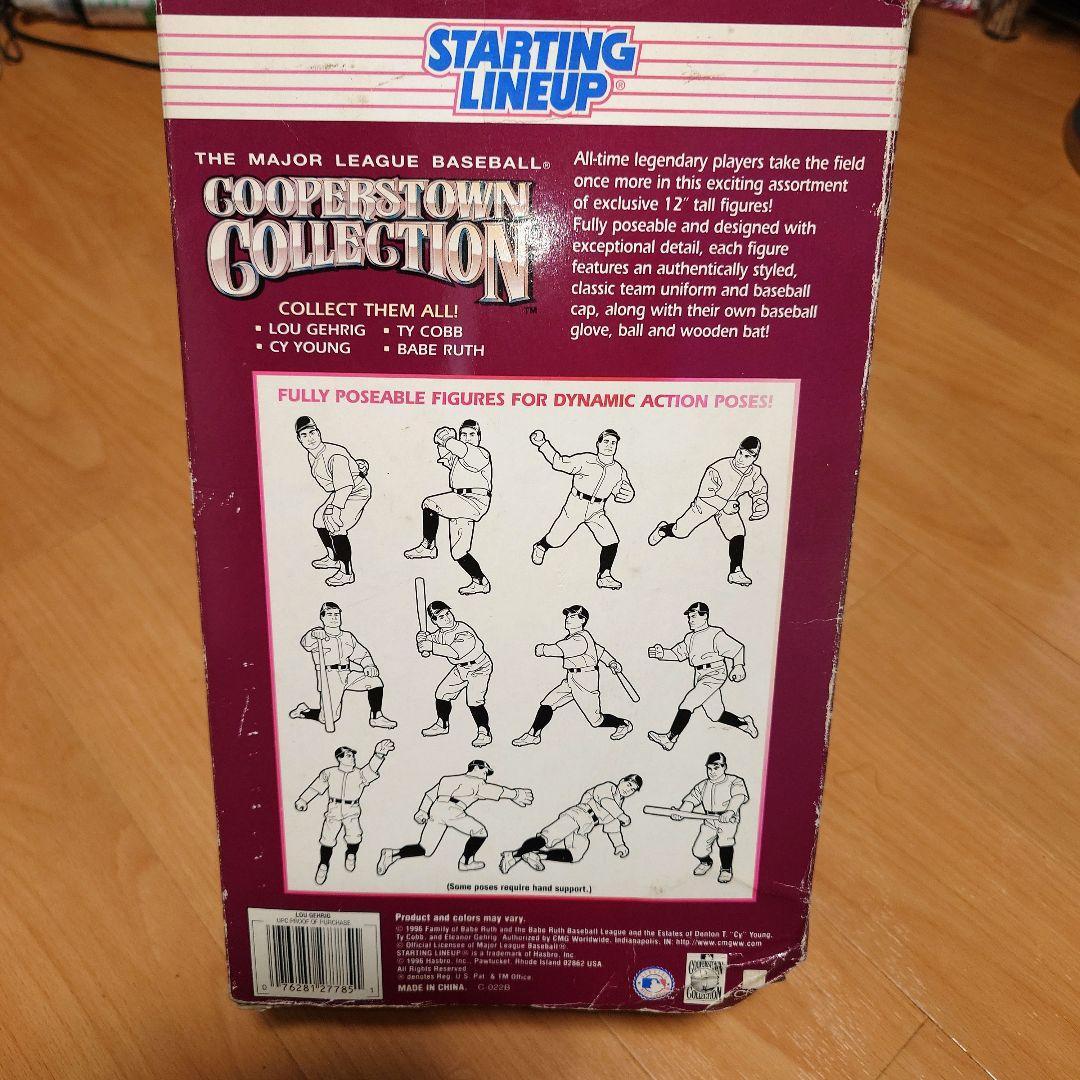 STARTING
LINEUP®
THE MAJOR LEAGUE BASEBALL®
COOPERSTOWN
COLLECTION™
COLLECT THEM ALL!
▪ LOU GEHRIG ▪ TY COBB
▪ CY YOUNG ▪ BABE RUTH
All-time legendary players take the field
once more in this exciting assortment
of exclusive 12" tall figures!
Fully poseable and designed with
exceptional detail, each figure
features an authentically styled,
classic team uniform and baseball
cap, along with their own baseball
glove, ball and wooden bat!
FULLY POSEABLE FIGURES FOR DYNAMIC ACTION POSES!
(Some poses require hand support.)
LOU GEHRIG
UPC PROOF OF PURCHASE
0 76281 27785 1
Product and colors may vary.
© 1996 Family of Babe Ruth and the Babe Ruth Baseball League and the Estates of Denton T. "Cy" Young,
Ty Cobb, and Eleanor Gehrig. Authorized by CMG Worldwide, Indianapolis, IN: http://www.cmgww.com
© Official Licensee of Major League Baseball®.
STARTING LINEUP® is a trademark of Hasbro, Inc.
© 1996 Hasbro, Inc., Pawtucket, Rhode Island 02862 USA.
All Rights Reserved
® denotes Reg. U.S. Pat. & TM Office.
MADE IN CHINA. C-022B
COOPERSTOWN
COLLECTION